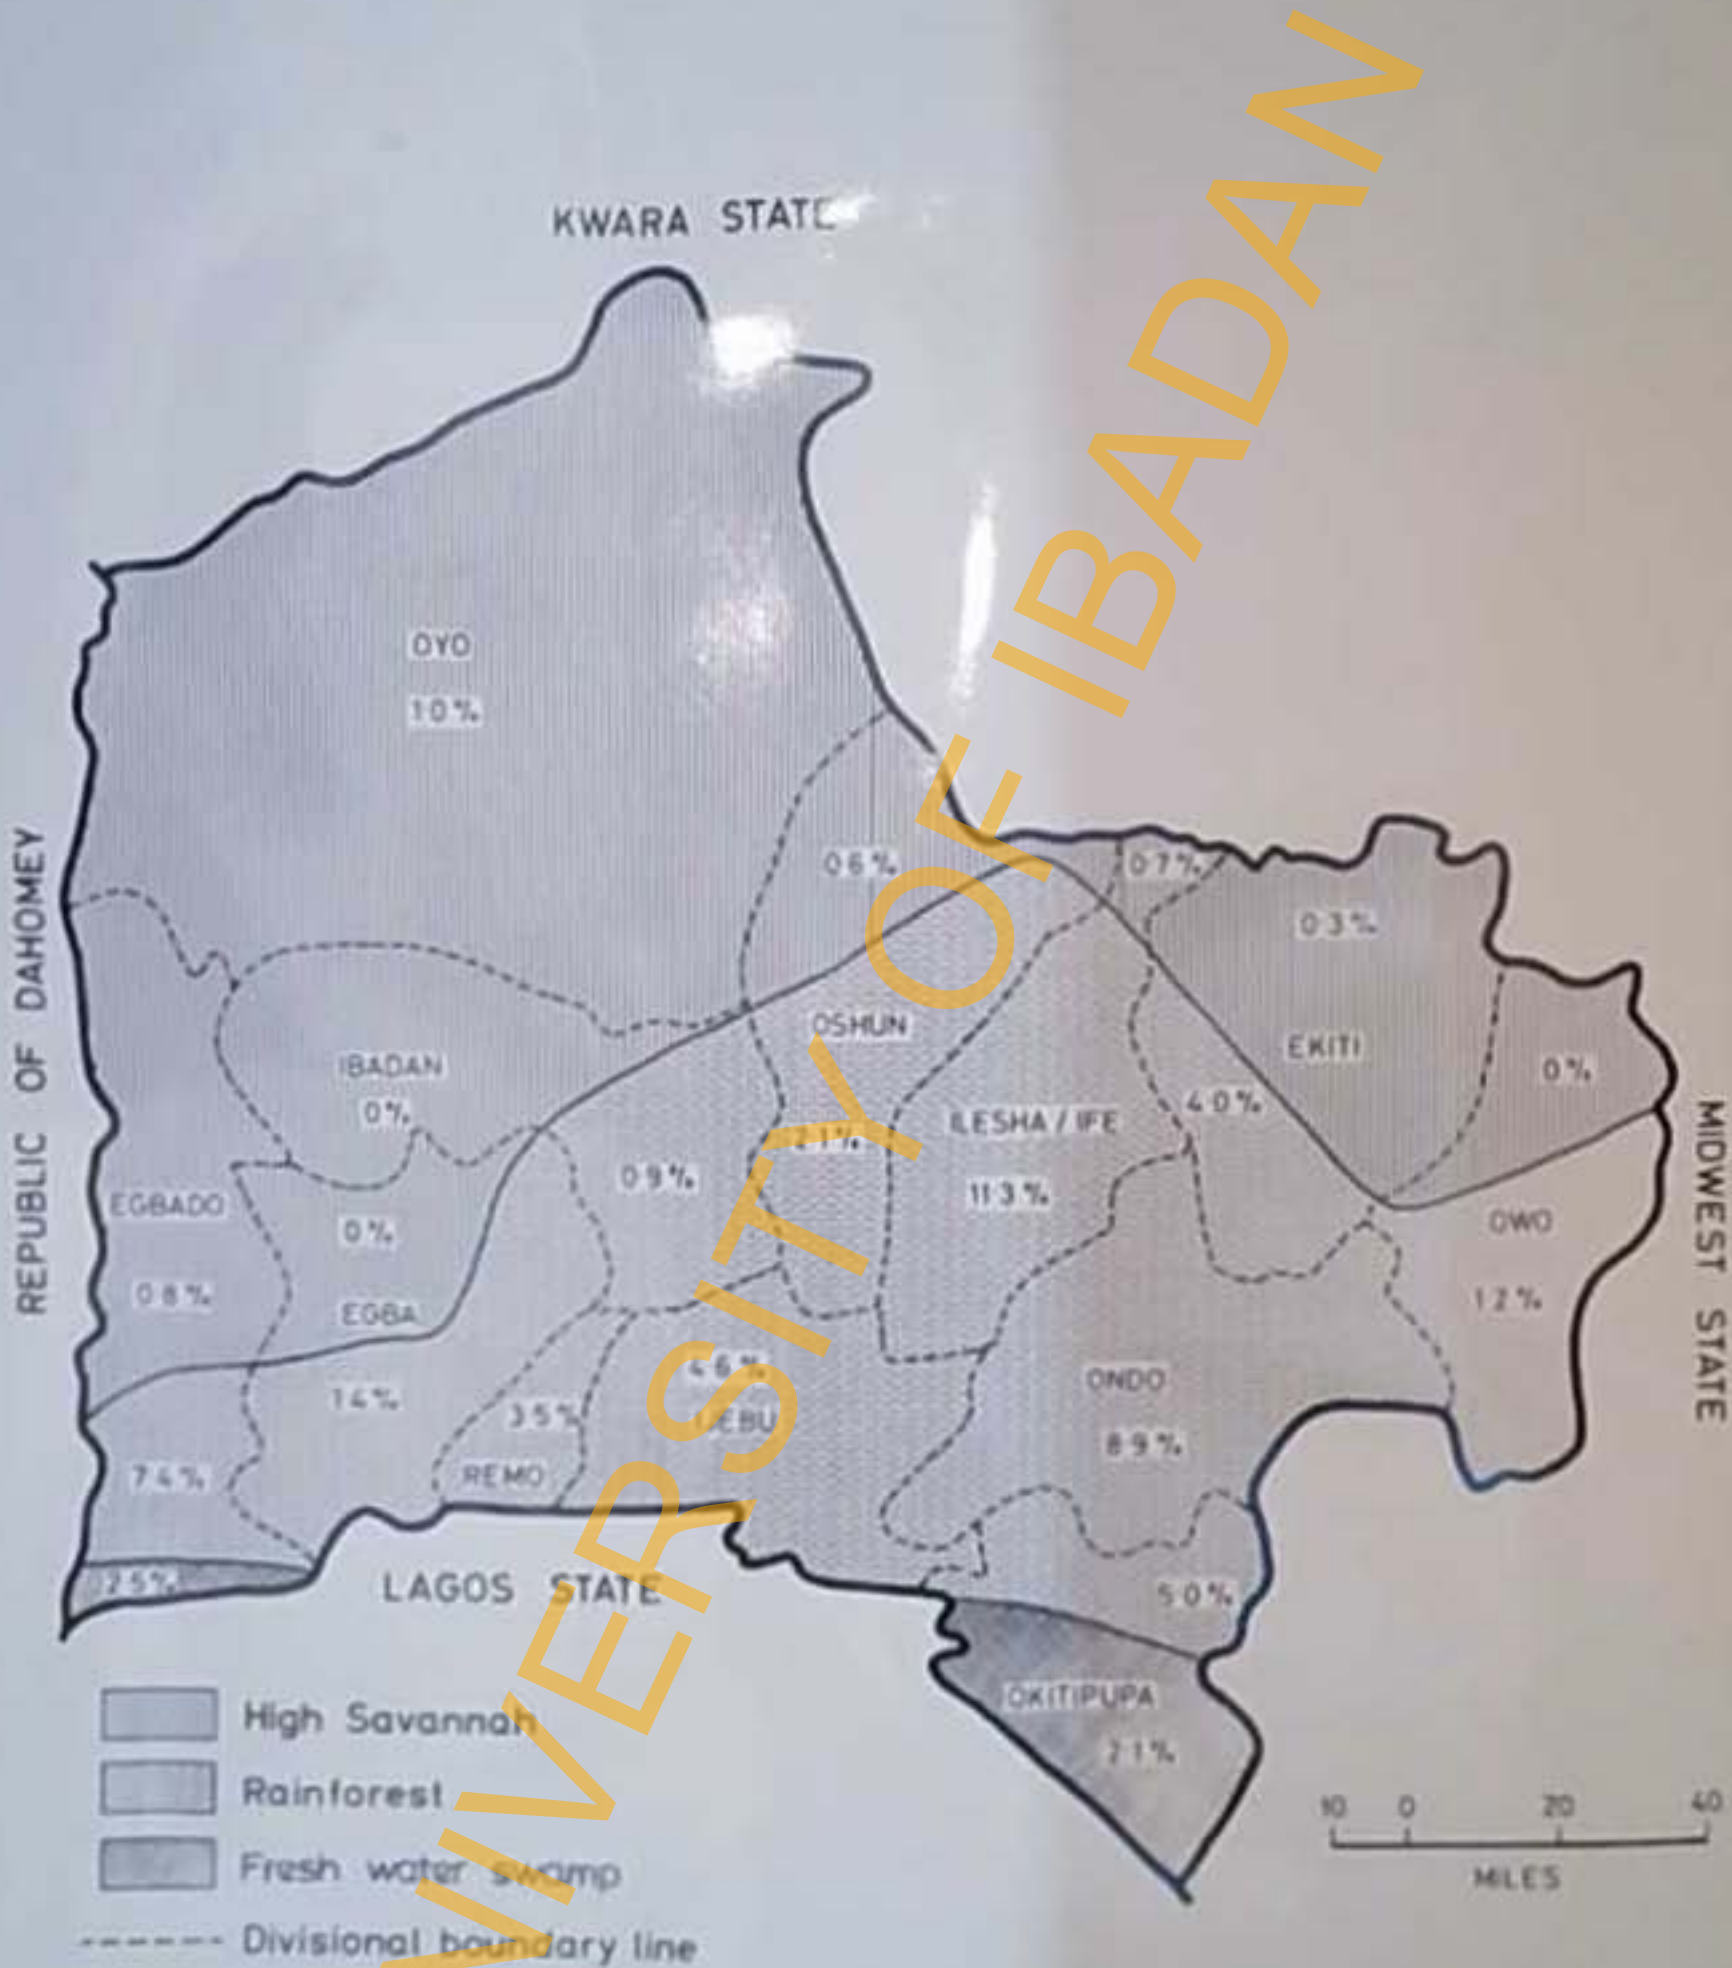 KWARA STATE
OYO
1·0%
REPUBLIC OF DAHOMEY
0·6%
0·7%
0·3%
OSHUN
EKITI
0%
IBADAN
0%
4·0%
ILESHA / IFE
2·1%
0·9%
11·3%
EGBADO
0%
OWO
0·8%
1·2%
EGBA
MIDWEST STATE
4·6%
1·4%
ONDO
3·5%
IJEBU
8·9%
7·4%
REMO
2·5%
LAGOS STATE
5·0%
OKITIPUPA
2·1%
High Savannah
Rainforest
Fresh water swamp
Divisional boundary line
10 0 20 40
MILES
IVERSITY OF IBADAN